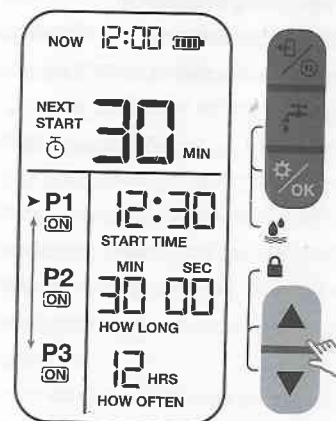 NOW 12:00
NEXT
START
30 MIN
P1
ON
12:30
START TIME
P2
ON
MIN SEC
30 00
HOW LONG
P3
ON
12 HRS
HOW OFTEN
OK